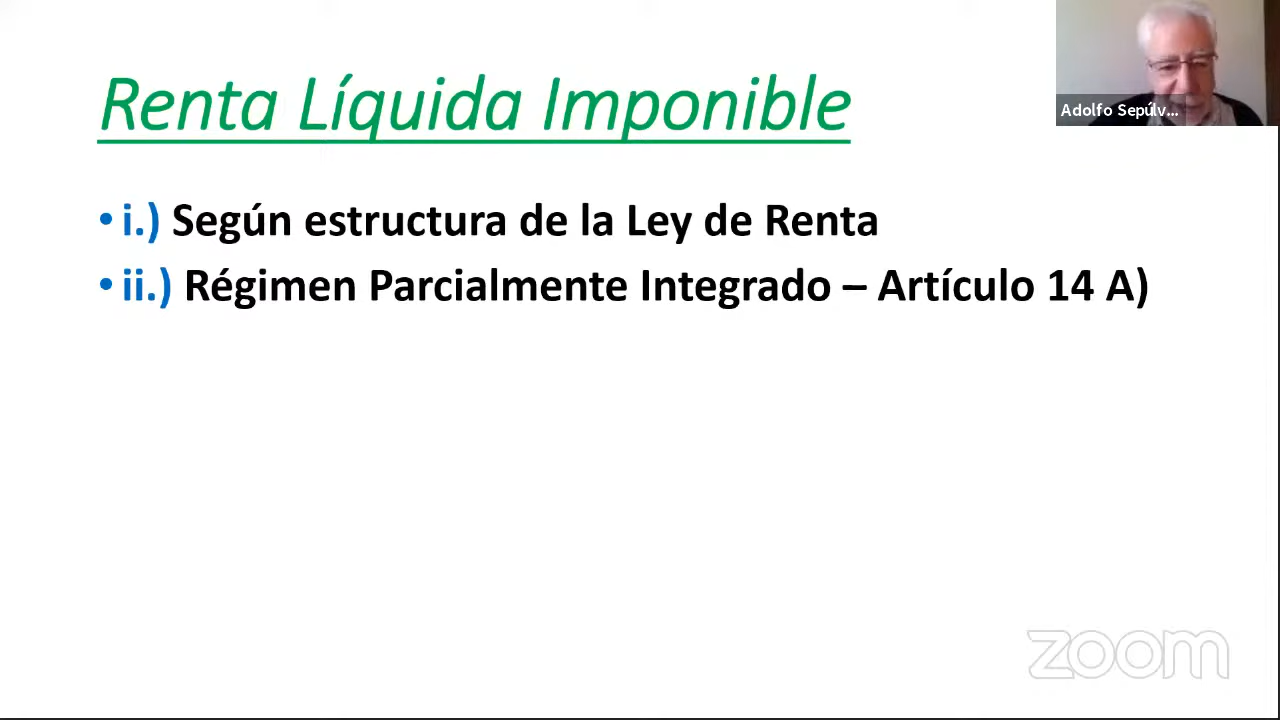 Renta Líquida Imponible
• i.) Según estructura de la Ley de Renta
• ii.) Régimen Parcialmente Integrado – Artículo 14 A)
Adolfo Sepúlv...
zoom